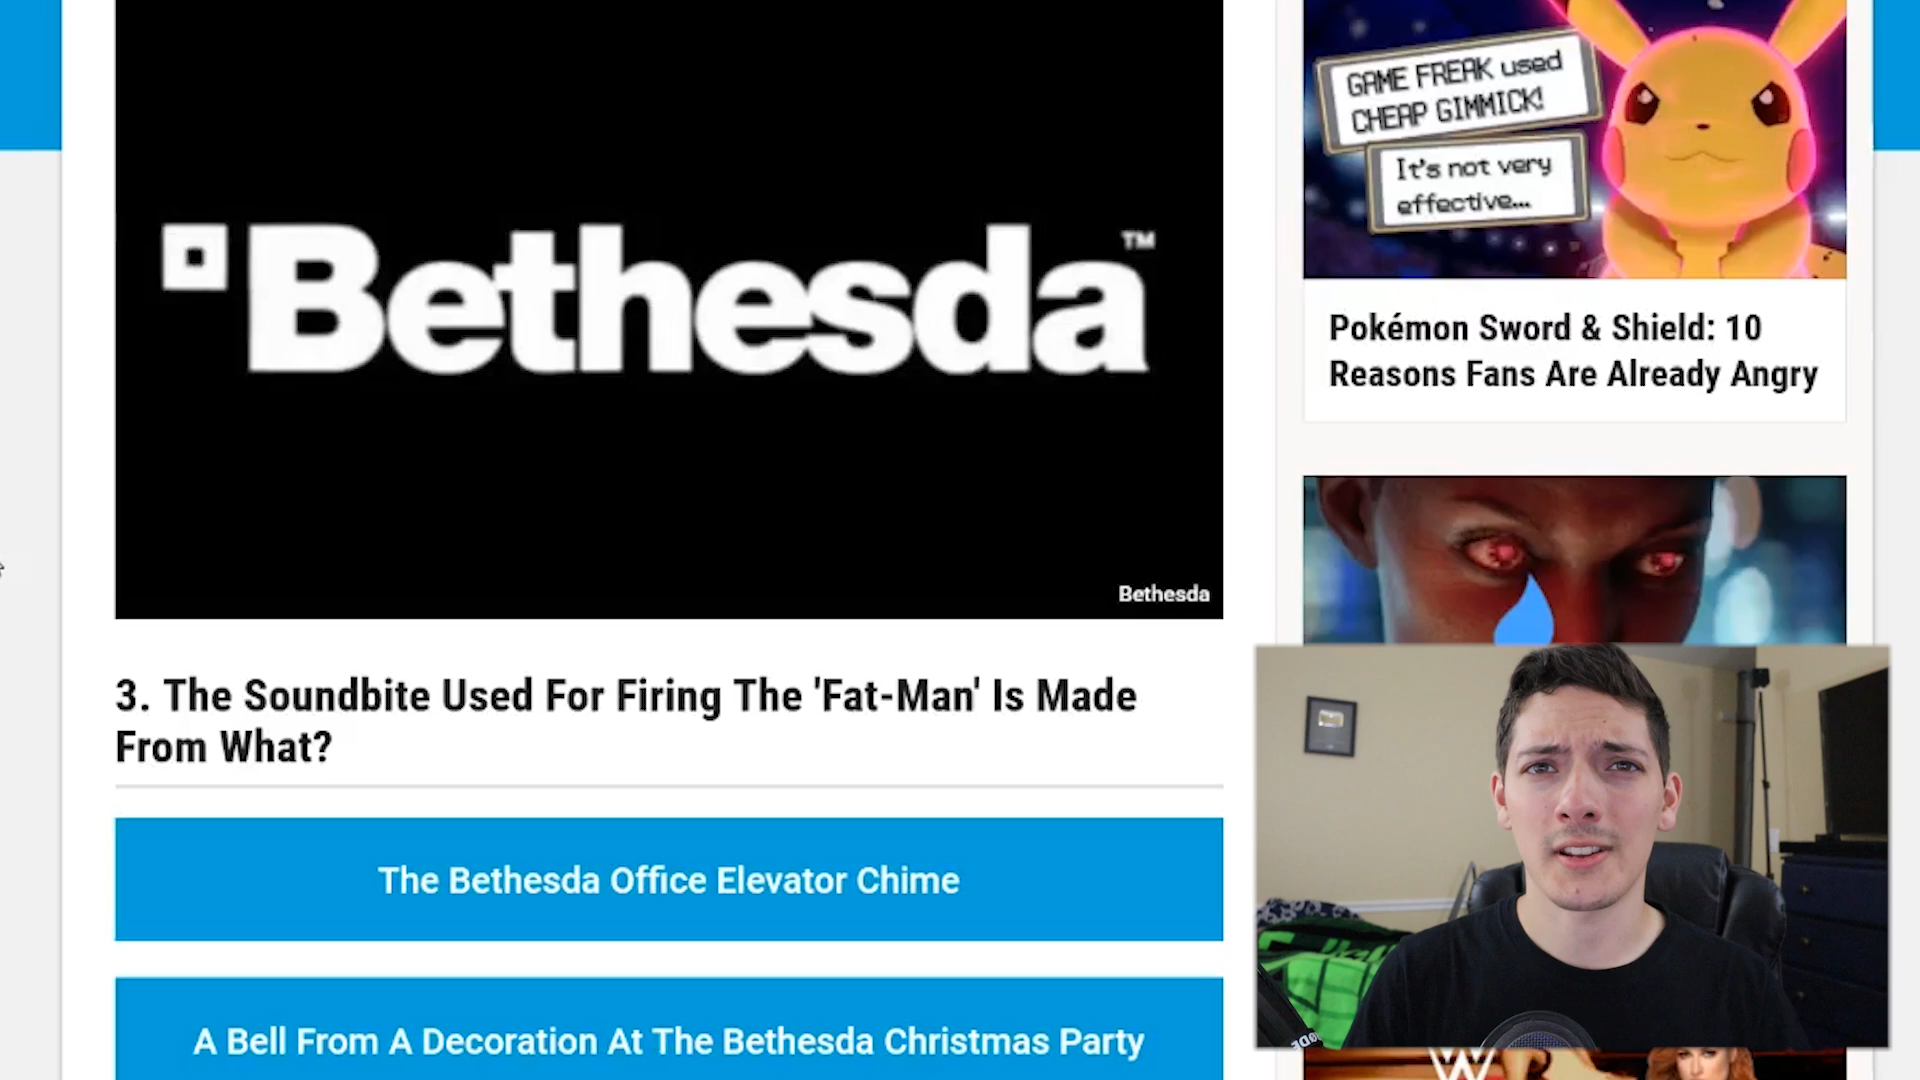 Bethesda™
Bethesda
3. The Soundbite Used For Firing The 'Fat-Man' Is Made
From What?
The Bethesda Office Elevator Chime
A Bell From A Decoration At The Bethesda Christmas Party
GAME FREAK used
CHEAP GIMMICK!
It's not very
effective...
Pokémon Sword & Shield: 10
Reasons Fans Are Already Angry
W